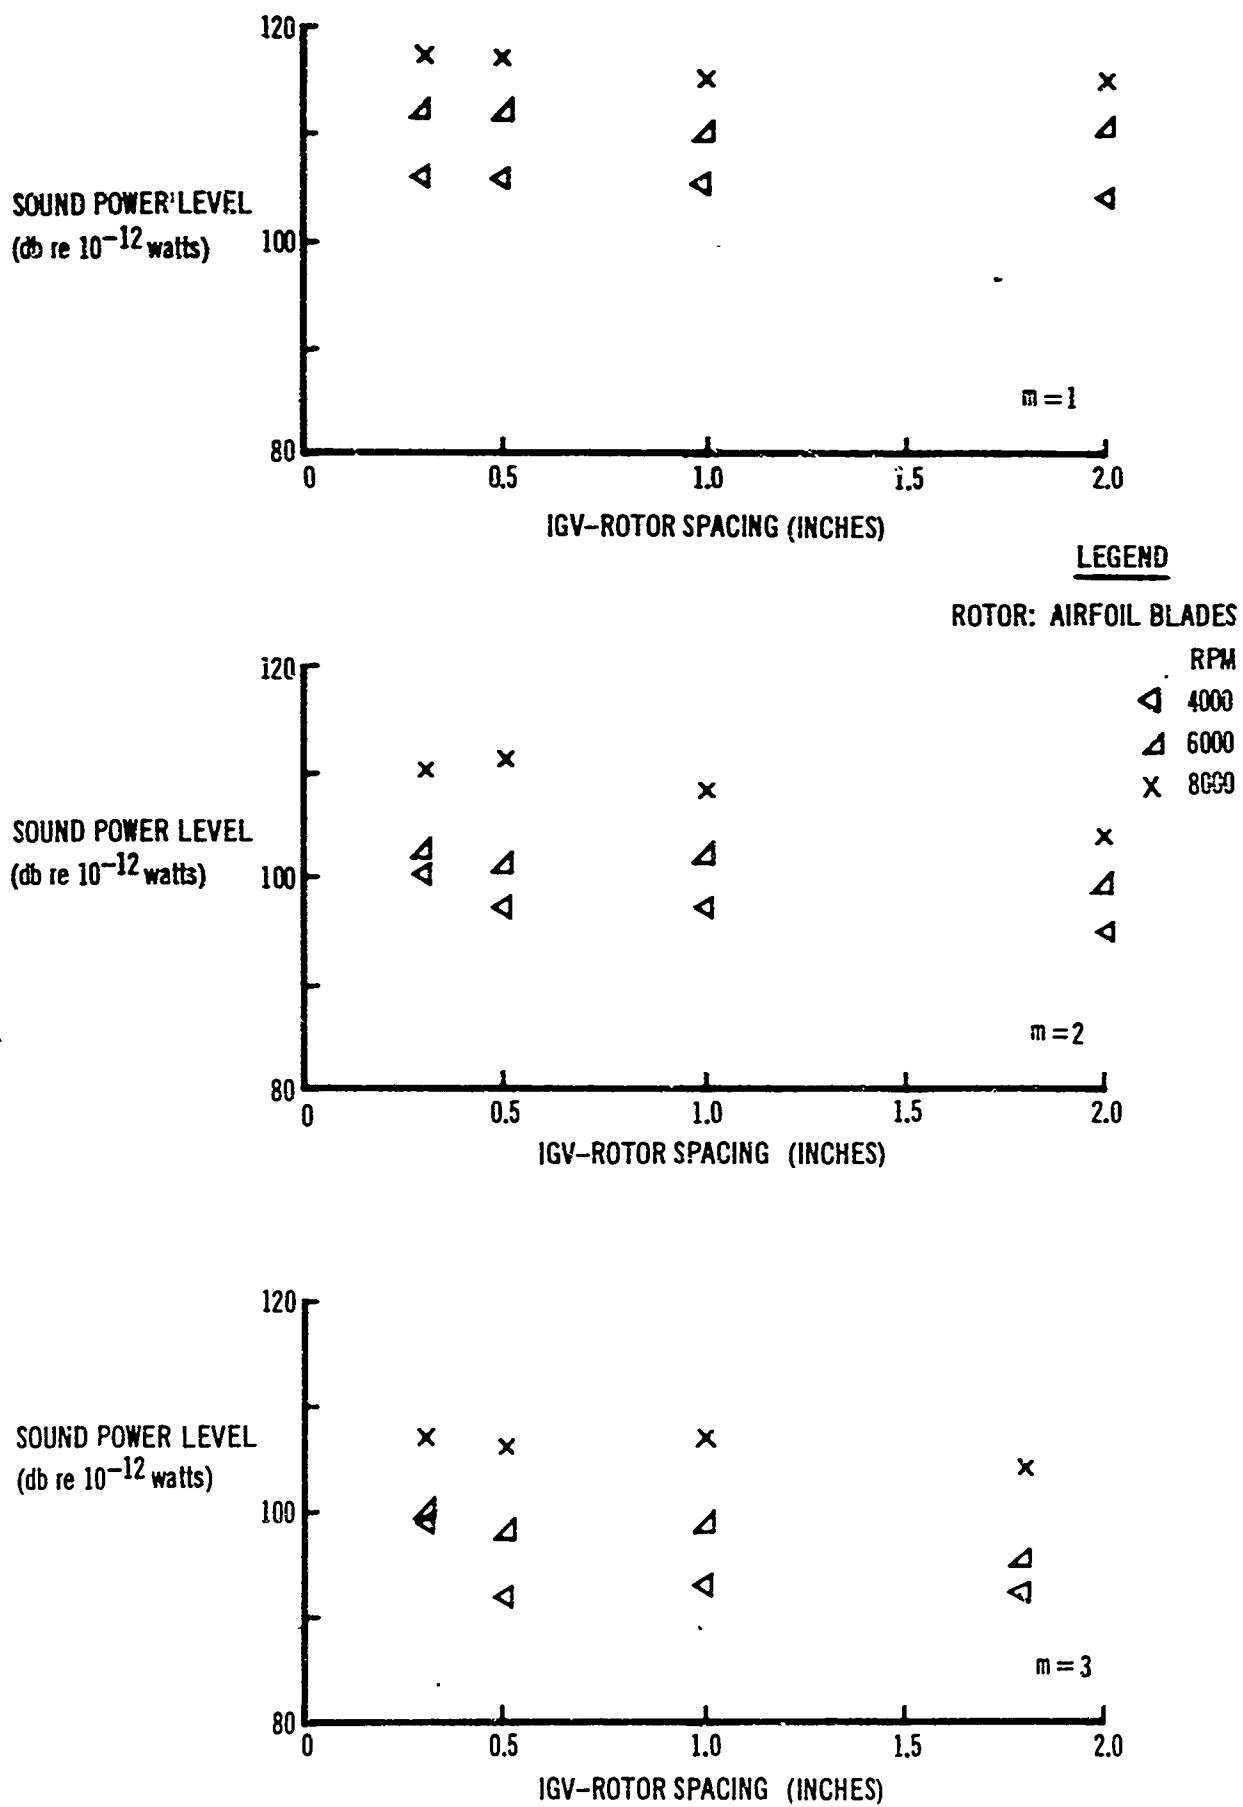 120
SOUND POWER LEVEL
(db re 10⁻¹² watts)
100
m=1
80
0 0.5 1.0 1.5 2.0
IGV–ROTOR SPACING (INCHES)
LEGEND
ROTOR: AIRFOIL BLADES
RPM
4000
6000
8000
120
SOUND POWER LEVEL
(db re 10⁻¹² watts)
100
m=2
80
0 0.5 1.0 1.5 2.0
IGV–ROTOR SPACING (INCHES)
120
SOUND POWER LEVEL
(db re 10⁻¹² watts)
100
m=3
80
0 0.5 1.0 1.5 2.0
IGV–ROTOR SPACING (INCHES)